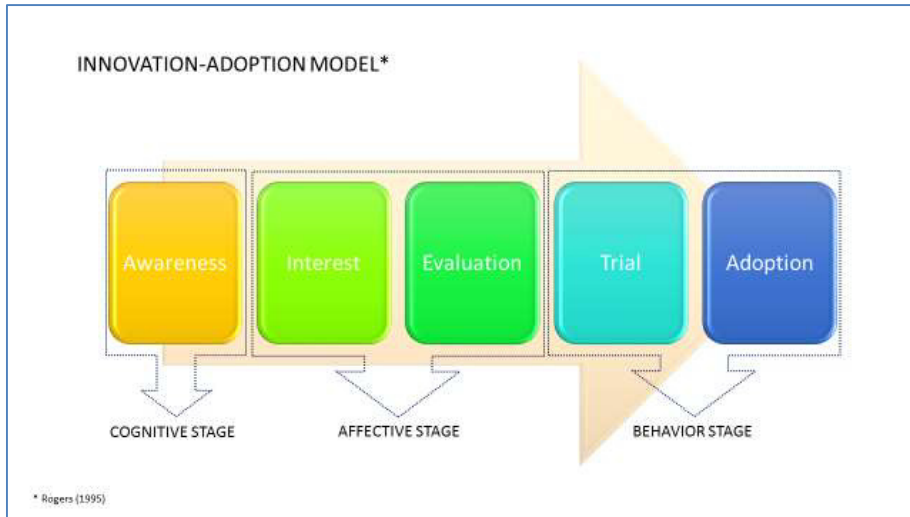 INNOVATION-ADOPTION MODEL*
Awareness
Interest
Evaluation
Trial
Adoption
COGNITIVE STAGE
AFFECTIVE STAGE
BEHAVIOR STAGE
* Rogers (1995)